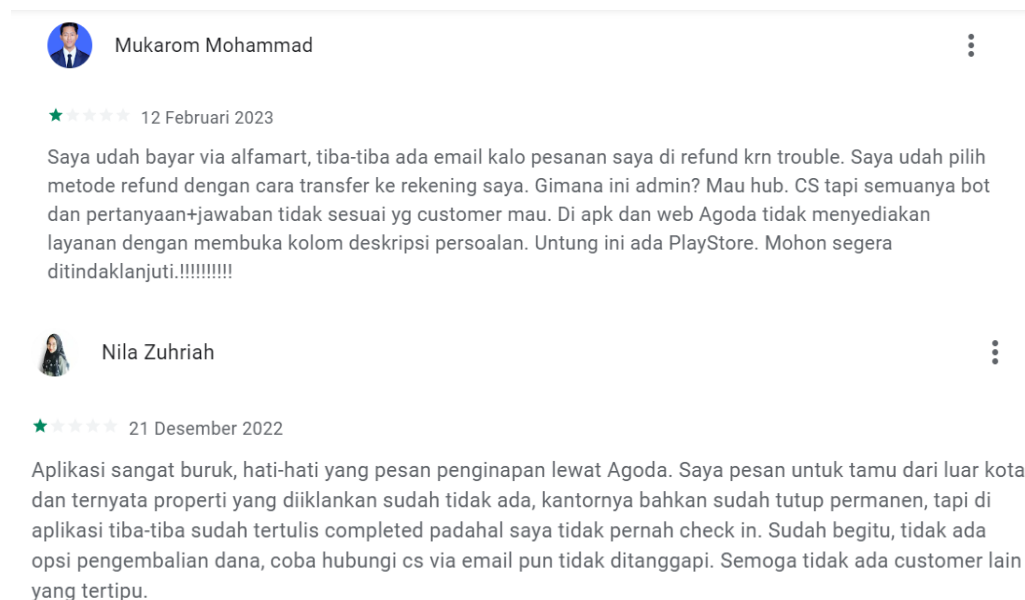 Mukarom Mohammad
12 Februari 2023
Saya udah bayar via alfamart, tiba-tiba ada email kalo pesanan saya di refund krn trouble. Saya udah pilih
metode refund dengan cara transfer ke rekening saya. Gimana ini admin? Mau hub. CS tapi semuanya bot
dan pertanyaan+jawaban tidak sesuai yg customer mau. Di apk dan web Agoda tidak menyediakan
layanan dengan membuka kolom deskripsi persoalan. Untung ini ada PlayStore. Mohon segera
ditindaklanjuti.!!!!!!!!!!
Nila Zuhriah
21 Desember 2022
Aplikasi sangat buruk, hati-hati yang pesan penginapan lewat Agoda. Saya pesan untuk tamu dari luar kota
dan ternyata properti yang diiklankan sudah tidak ada, kantornya bahkan sudah tutup permanen, tapi di
aplikasi tiba-tiba sudah tertulis completed padahal saya tidak pernah check in. Sudah begitu, tidak ada
opsi pengembalian dana, coba hubungi cs via email pun tidak ditanggapi. Semoga tidak ada customer lain
yang tertipu.